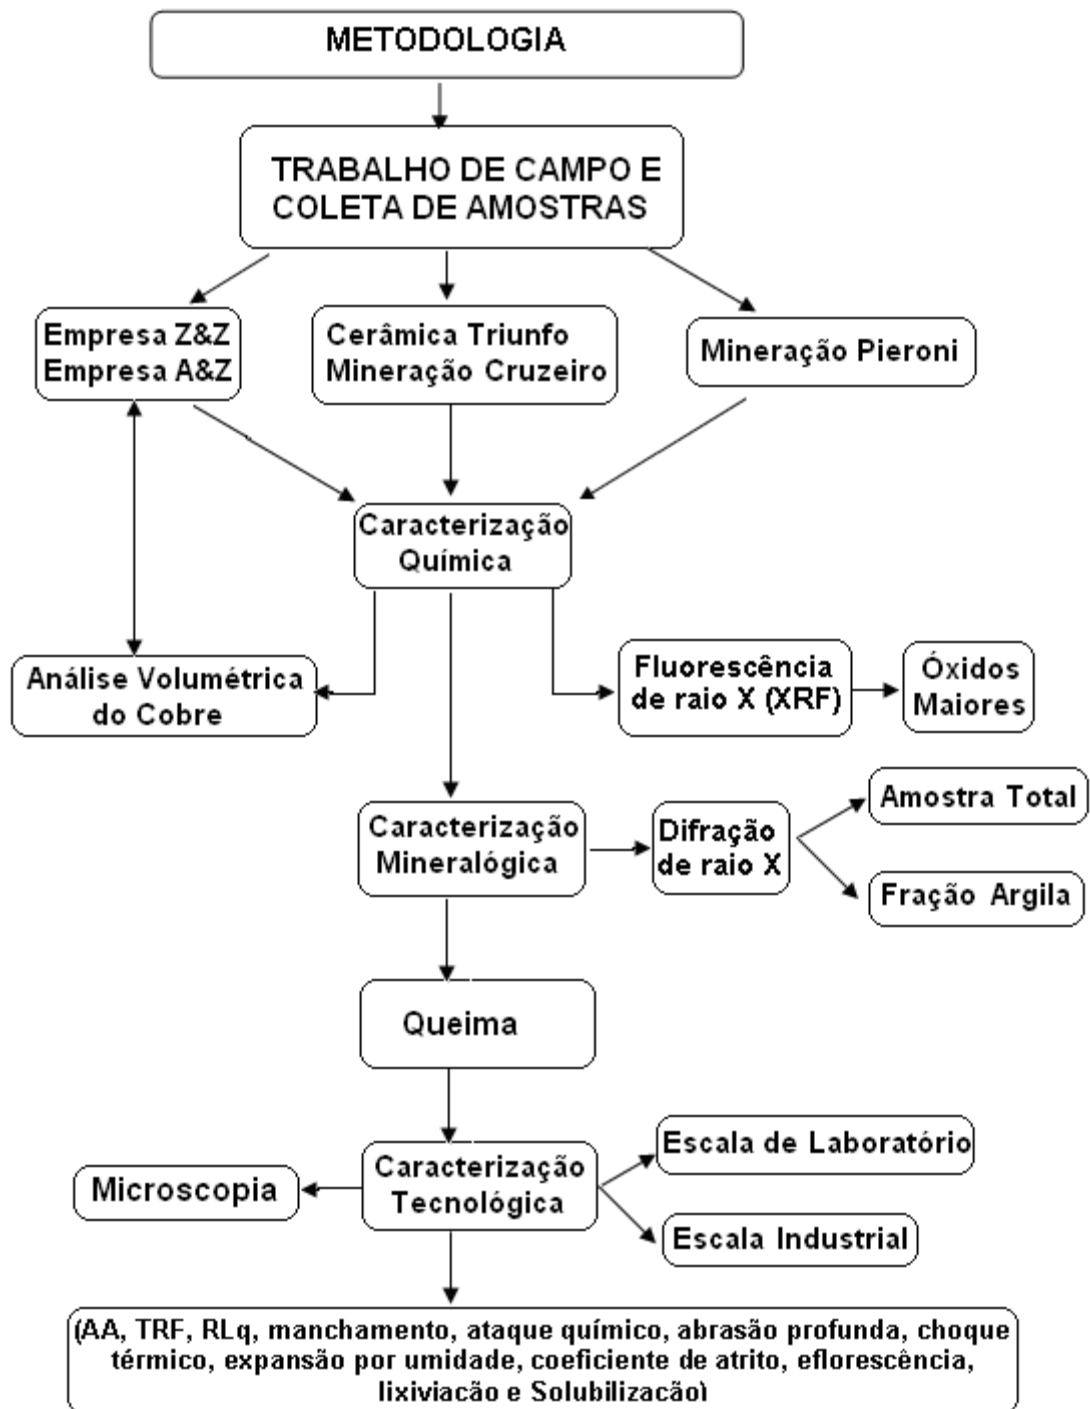 METODOLOGIA
TRABALHO DE CAMPO E
COLETA DE AMOSTRAS
Empresa Z&Z
Empresa A&Z
Cerâmica Triunfo
Mineração Cruzeiro
Mineração Pieroni
Caracterização
Química
Análise Volumétrica
do Cobre
Fluorescência
de raio X (XRF)
Óxidos
Maiores
Caracterização
Mineralógica
Difração
de raio X
Amostra Total
Fração Argila
Queima
Caracterização
Tecnológica
Microscopia
Escala de Laboratório
Escala Industrial
(AA, TRF, RLq, manchamento, ataque químico, abrasão profunda, choque
térmico, expansão por umidade, coeficiente de atrito, eflorescência,
lixiviação e Solubilização)